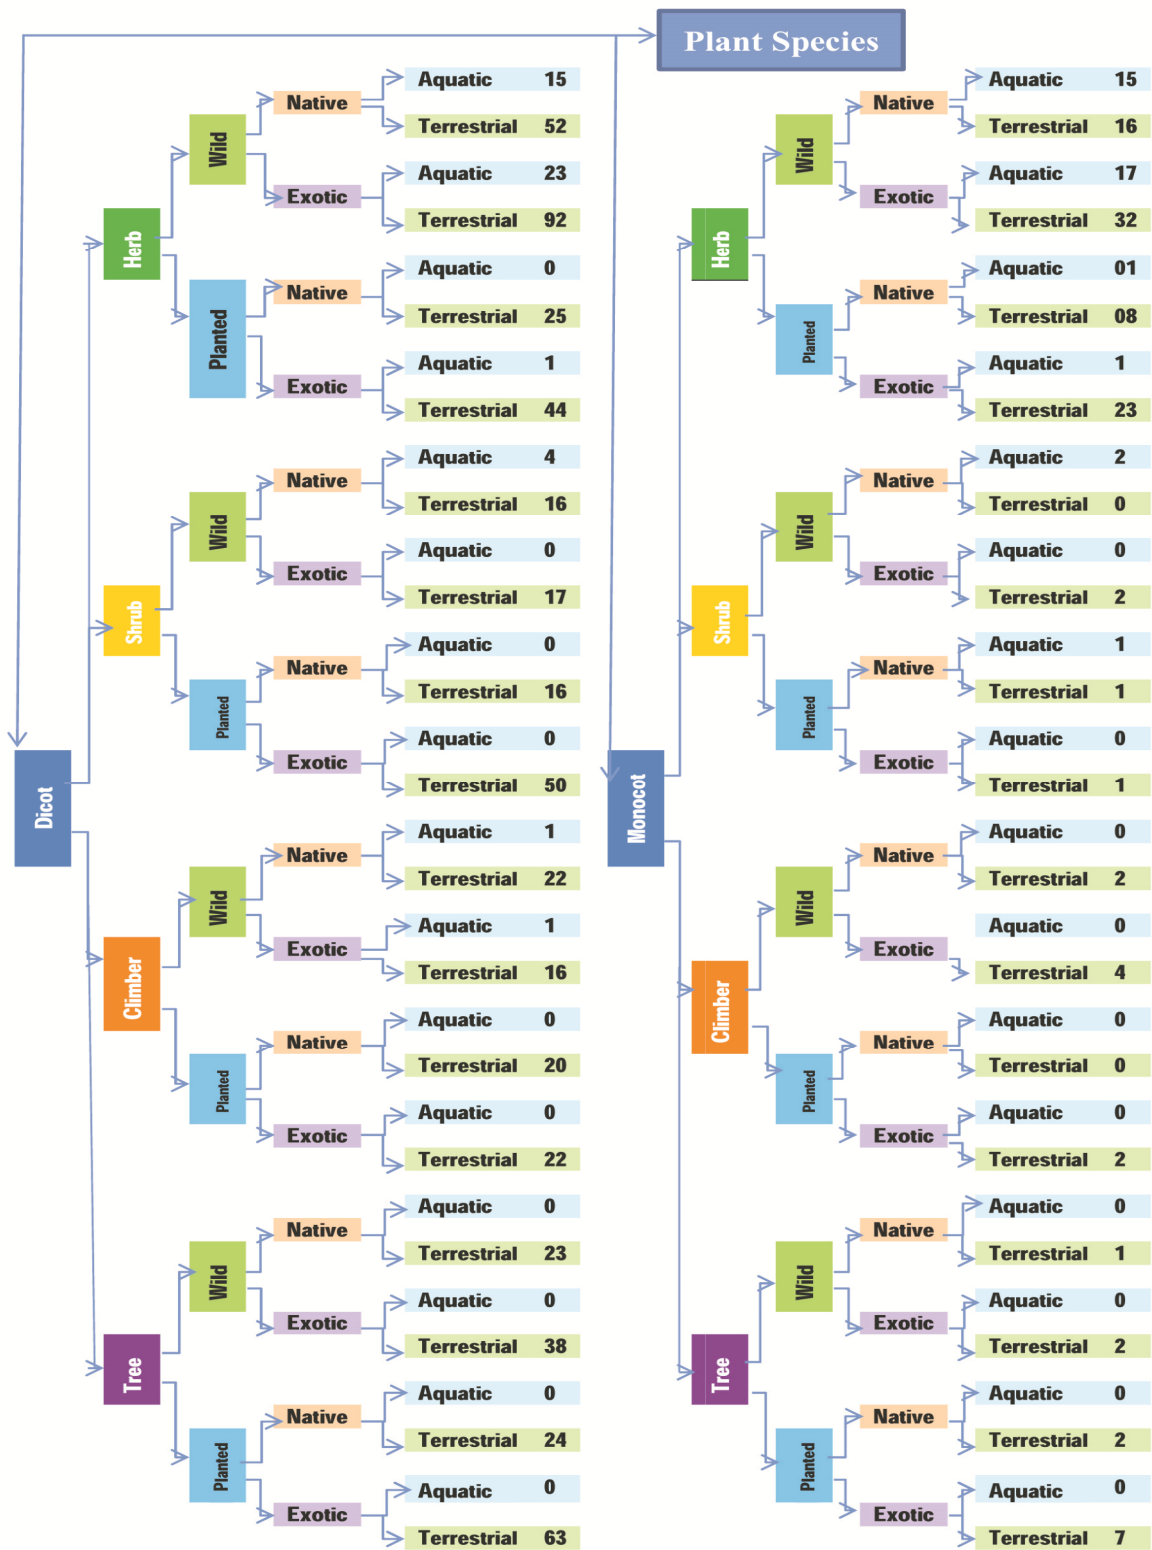 Plant Species
Dicot
Herb
Wild
Native
Aquatic 15
Terrestrial 52
Exotic
Aquatic 23
Terrestrial 92
Planted
Native
Aquatic 0
Terrestrial 25
Exotic
Aquatic 1
Terrestrial 44
Shrub
Wild
Native
Aquatic 4
Terrestrial 16
Exotic
Aquatic 0
Terrestrial 17
Planted
Native
Aquatic 0
Terrestrial 16
Exotic
Aquatic 0
Terrestrial 50
Climber
Wild
Native
Aquatic 1
Terrestrial 22
Exotic
Aquatic 1
Terrestrial 16
Planted
Native
Aquatic 0
Terrestrial 20
Exotic
Aquatic 0
Terrestrial 22
Tree
Wild
Native
Aquatic 0
Terrestrial 23
Exotic
Aquatic 0
Terrestrial 38
Planted
Native
Aquatic 0
Terrestrial 24
Exotic
Aquatic 0
Terrestrial 63
Monocot
Herb
Wild
Native
Aquatic 15
Terrestrial 16
Exotic
Aquatic 17
Terrestrial 32
Planted
Native
Aquatic 01
Terrestrial 08
Exotic
Aquatic 1
Terrestrial 23
Shrub
Wild
Native
Aquatic 2
Terrestrial 0
Exotic
Aquatic 0
Terrestrial 2
Planted
Native
Aquatic 1
Terrestrial 1
Exotic
Aquatic 0
Terrestrial 1
Climber
Wild
Native
Aquatic 0
Terrestrial 2
Exotic
Aquatic 0
Terrestrial 4
Planted
Native
Aquatic 0
Terrestrial 0
Exotic
Aquatic 0
Terrestrial 2
Tree
Wild
Native
Aquatic 0
Terrestrial 1
Exotic
Aquatic 0
Terrestrial 2
Planted
Native
Aquatic 0
Terrestrial 2
Exotic
Aquatic 0
Terrestrial 7